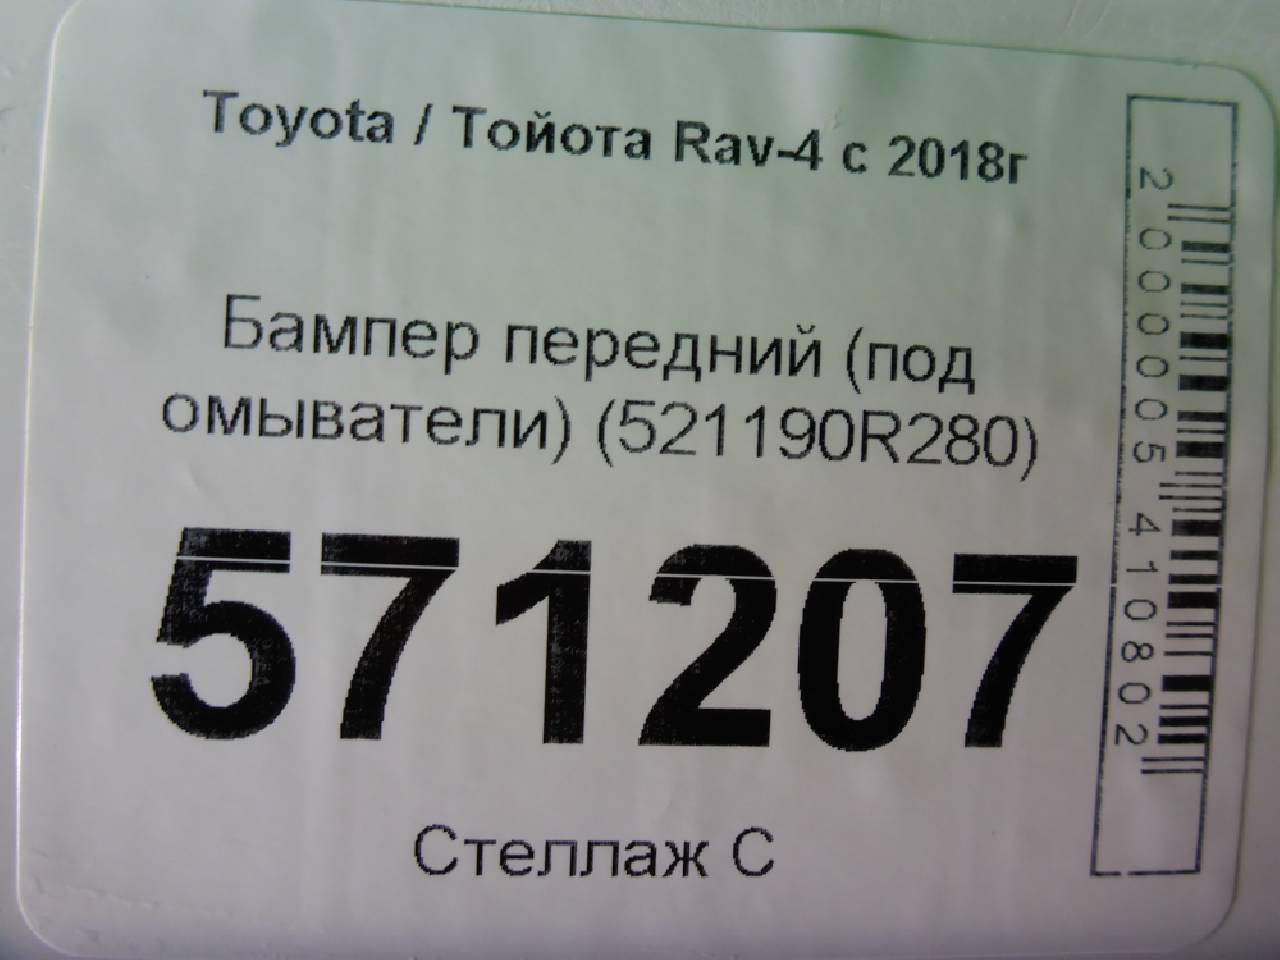 Toyota / Тойота Rav-4 с 2018г
Бампер передний (под
омыватели) (521190R280)
571207
Стеллаж С
2000005410802